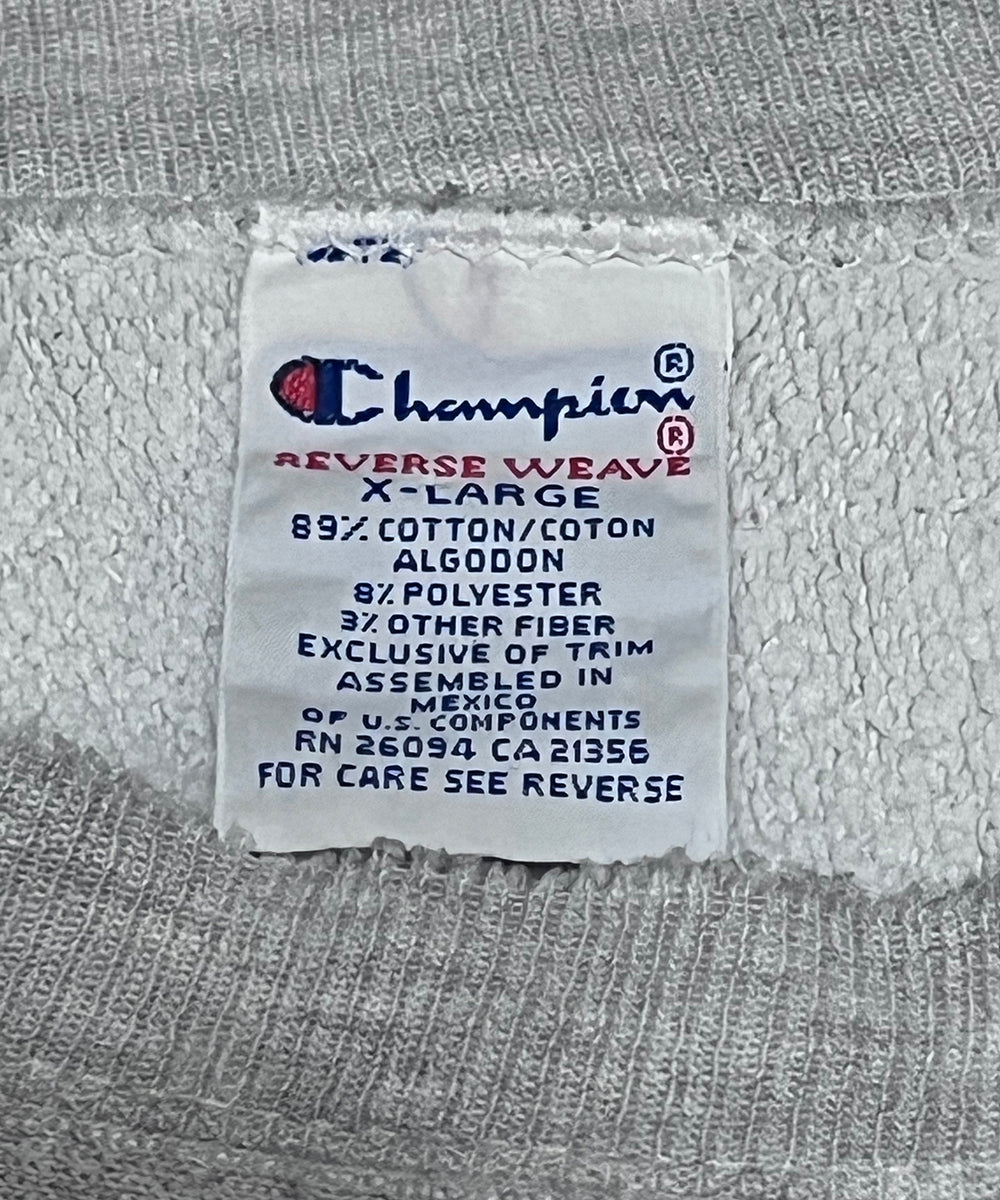 Champion®
REVERSE WEAVE®
X-LARGE
89% COTTON/COTON
ALGODON
8% POLYESTER
3% OTHER FIBER
EXCLUSIVE OF TRIM
ASSEMBLED IN
MEXICO
OF U.S. COMPONENTS
RN 26094 CA 21356
FOR CARE SEE REVERSE